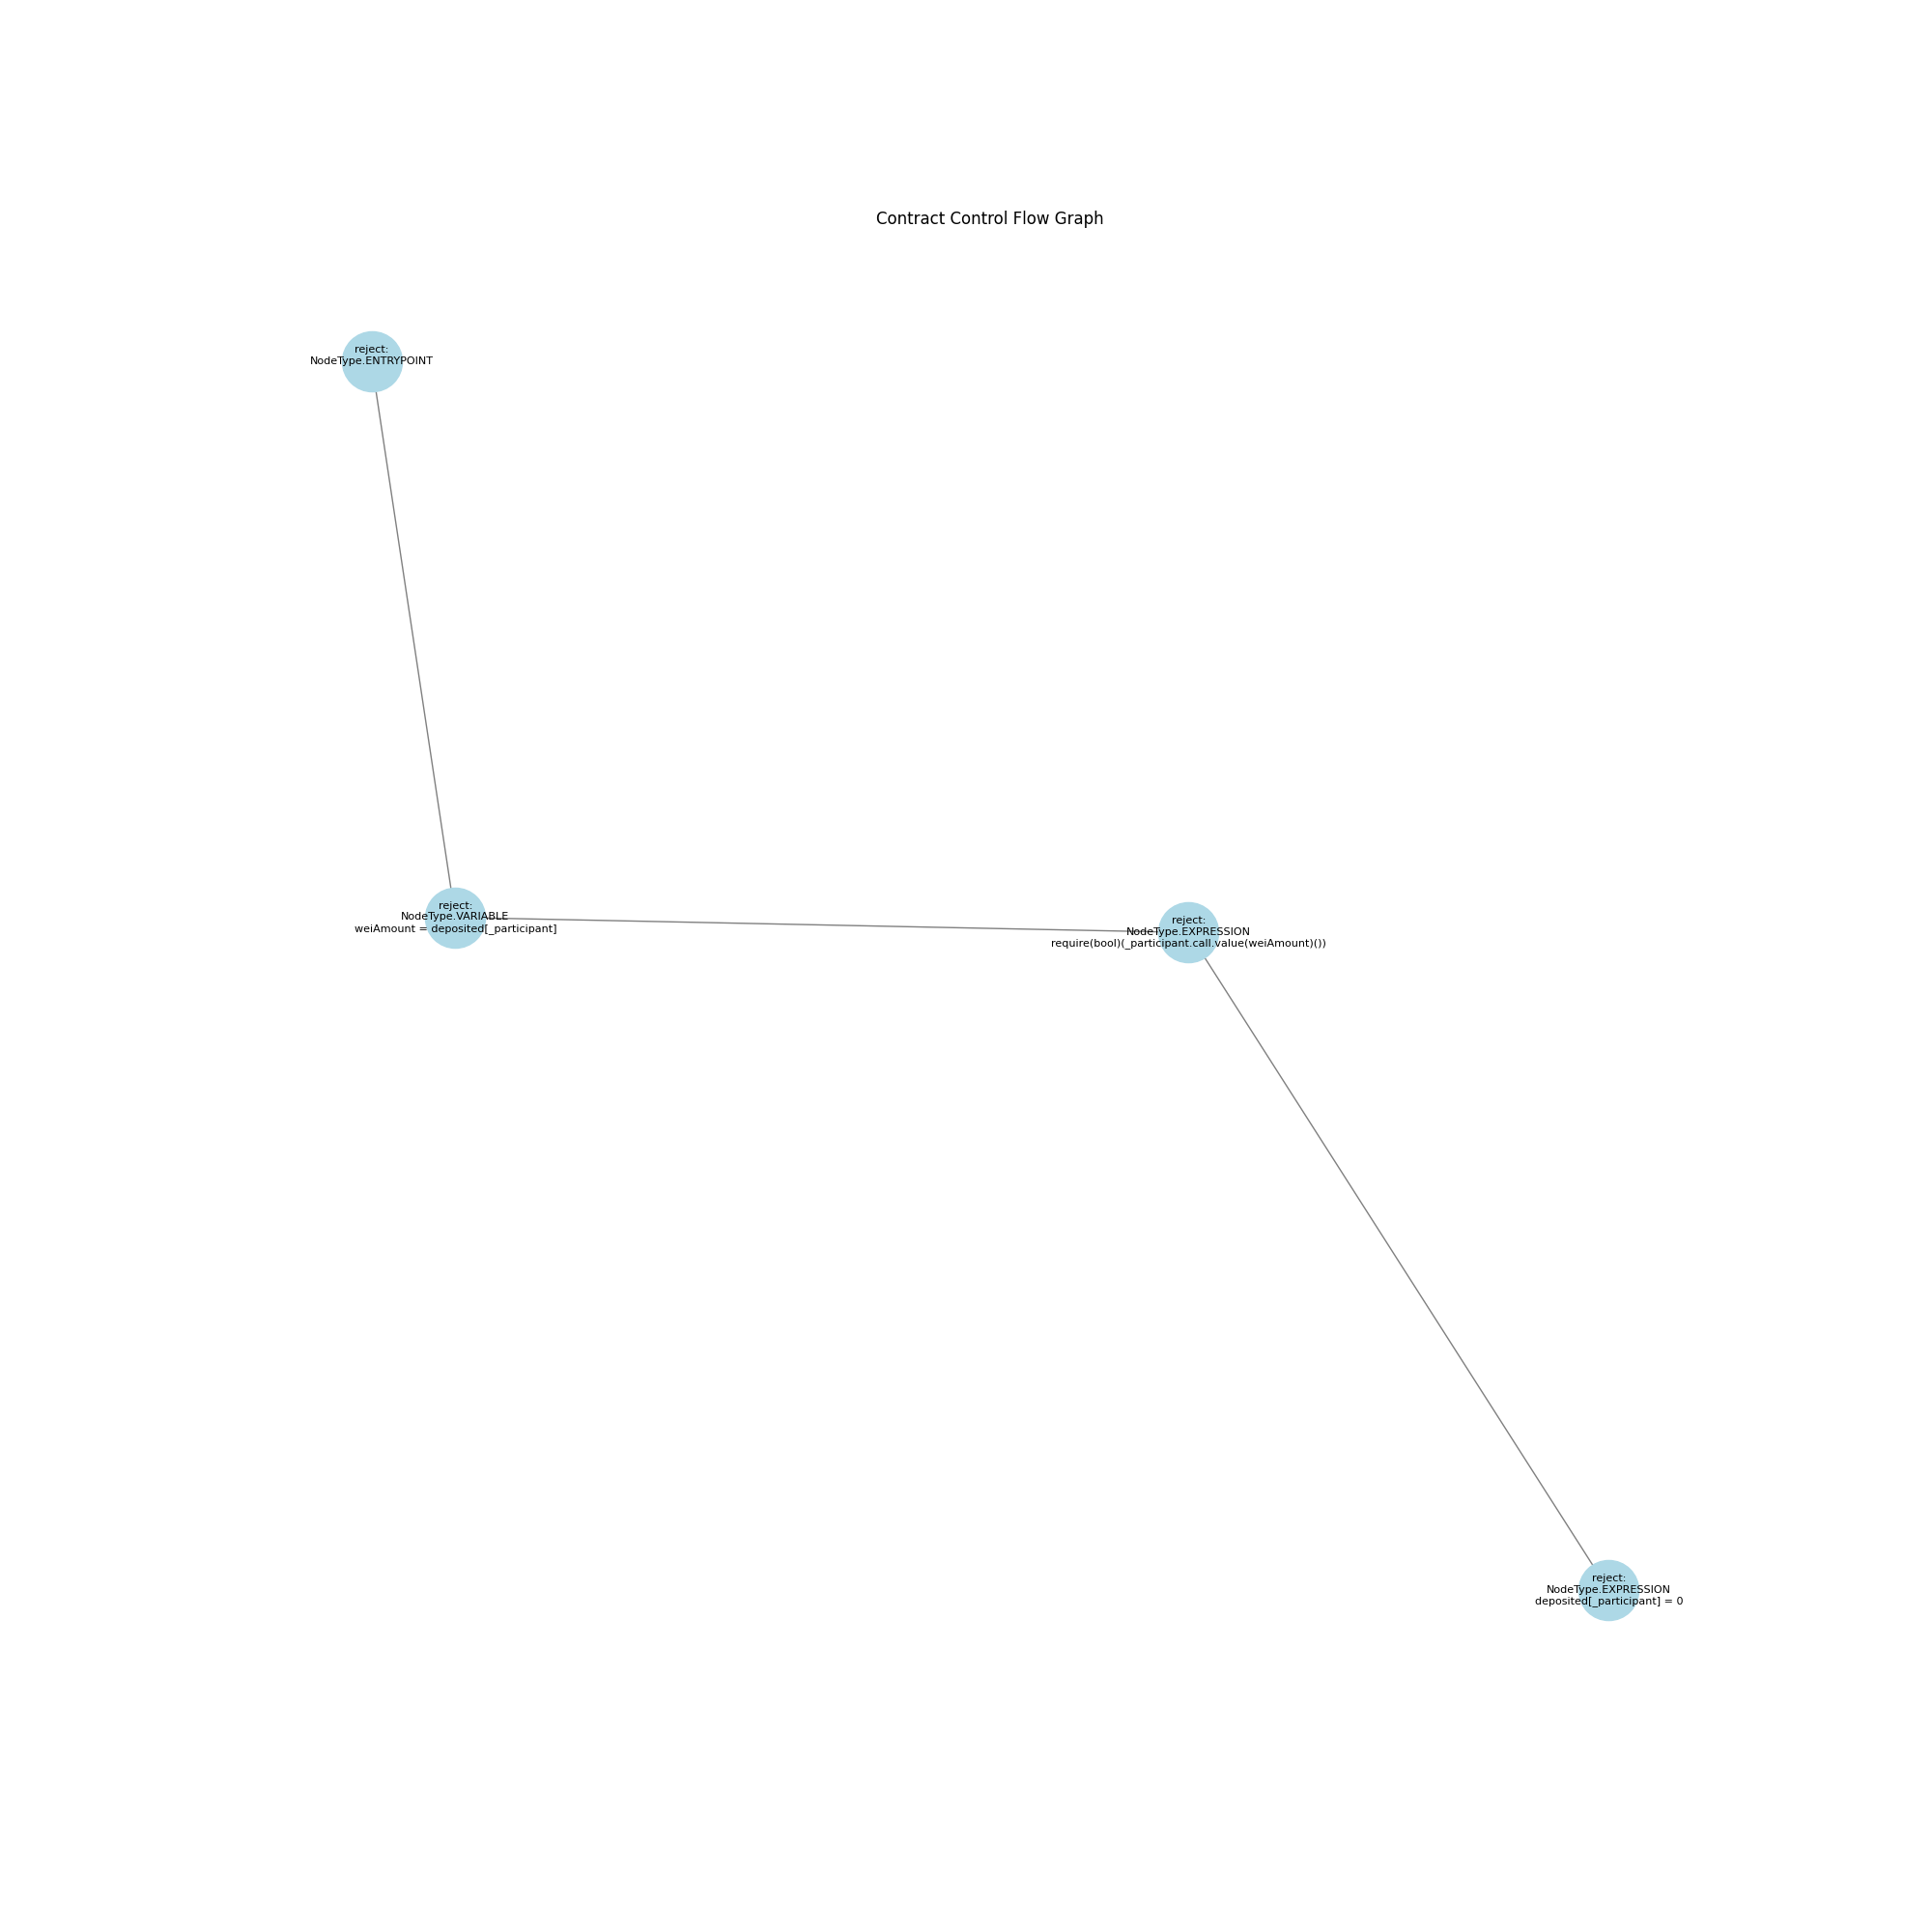 Contract Control Flow Graph
reject:
NodeType.ENTRYPOINT
reject:
NodeType.VARIABLE
weiAmount = deposited[_participant]
reject:
NodeType.EXPRESSION
require(bool)(_participant.call.value(weiAmount)())
reject:
NodeType.EXPRESSION
deposited[_participant] = 0